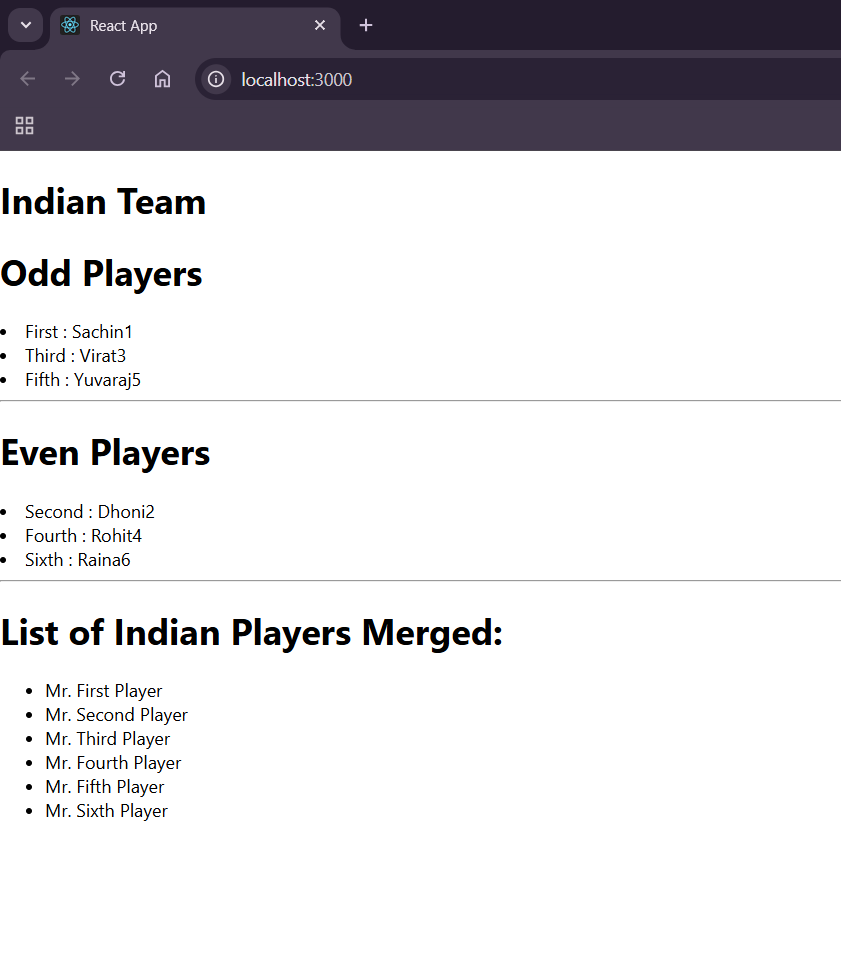 React App
localhost:3000
Indian Team
Odd Players
First : Sachin1
Third : Virat3
Fifth : Yuvaraj5
Even Players
Second : Dhoni2
Fourth : Rohit4
Sixth : Raina6
List of Indian Players Merged:
Mr. First Player
Mr. Second Player
Mr. Third Player
Mr. Fourth Player
Mr. Fifth Player
Mr. Sixth Player